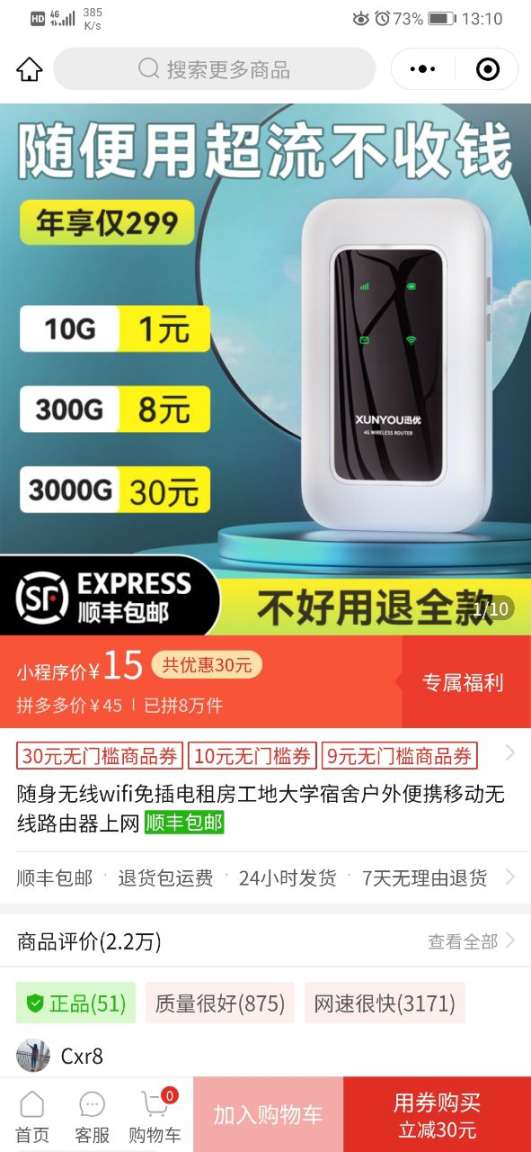 HD 4G 385 K/s 73% 13:10
搜索更多商品
随便用超流不收钱
年享仅299
10G 1元
300G 8元
3000G 30元
XUNYOU迅优
4G WIRELESS ROUTER
SF EXPRESS
顺丰包邮
不好用退全款
1/10
小程序价¥15 共优惠30元
专属福利
拼多多价¥45 | 已拼8万件
30元无门槛商品券 10元无门槛券 9元无门槛商品券
随身无线wifi免插电租房工地大学宿舍户外便携移动无
线路由器上网 顺丰包邮
顺丰包邮 · 退货包运费 · 24小时发货 · 7天无理由退货
商品评价(2.2万) 查看全部
正品(51) 质量很好(875) 网速很快(3171)
Cxr8
首页 客服 购物车 0
加入购物车
用券购买
立减30元